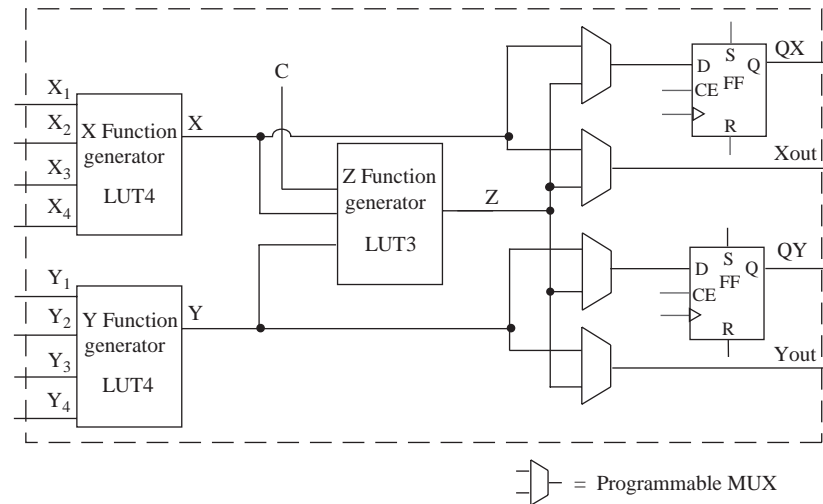 X1
X2
X3
X4
X Function
generator
LUT4
X
C
Z Function
generator
LUT3
Z
Y1
Y2
Y3
Y4
Y Function
generator
LUT4
Y
S
D
Q
CE
FF
R
QX
Xout
S
D
Q
FF
CE
R
QY
Yout
= Programmable MUX